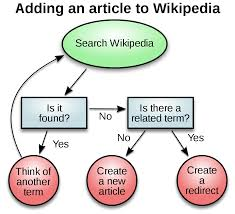 Adding an article to Wikipedia
Search Wikipedia
Is it
found?
No
Is there a
related term?
Yes
No
Yes
Think of
another
term
Create
a new
article
Create
a
redirect